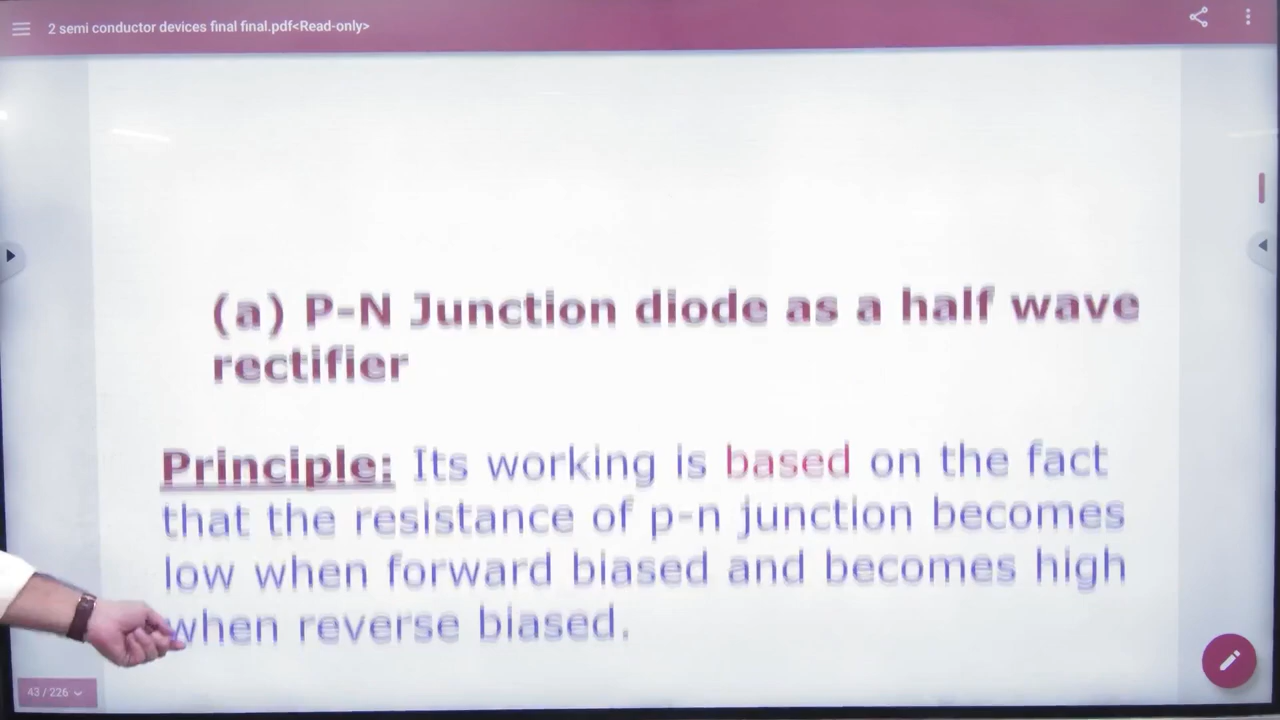 2 semi conductor devices final final.pdf<Read-only>
(a) P-N Junction diode as a half wave
rectifier
Principle: Its working is based on the fact
that the resistance of p-n junction becomes
low when forward biased and becomes high
when reverse biased.
43 / 226